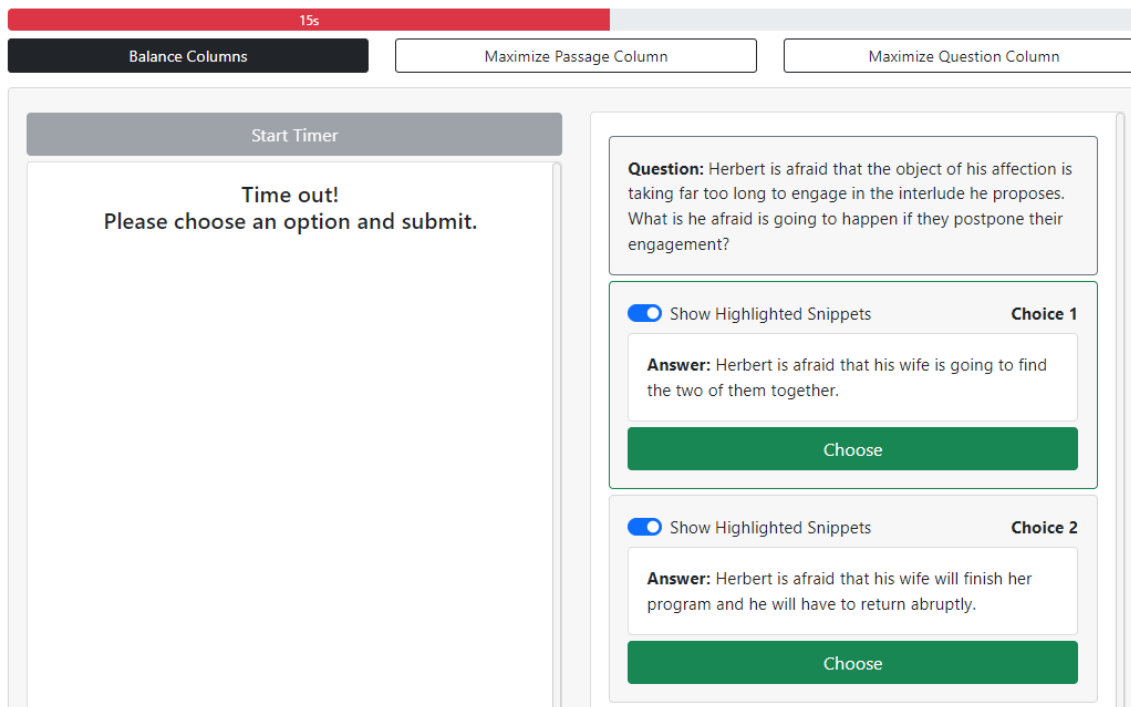 15s
Balance Columns
Maximize Passage Column
Maximize Question Column
Start Timer
Time out!
Please choose an option and submit.
Question: Herbert is afraid that the object of his affection is
taking far too long to engage in the interlude he proposes.
What is he afraid is going to happen if they postpone their
engagement?
Show Highlighted Snippets
Choice 1
Answer: Herbert is afraid that his wife is going to find
the two of them together.
Choose
Show Highlighted Snippets
Choice 2
Answer: Herbert is afraid that his wife will finish her
program and he will have to return abruptly.
Choose